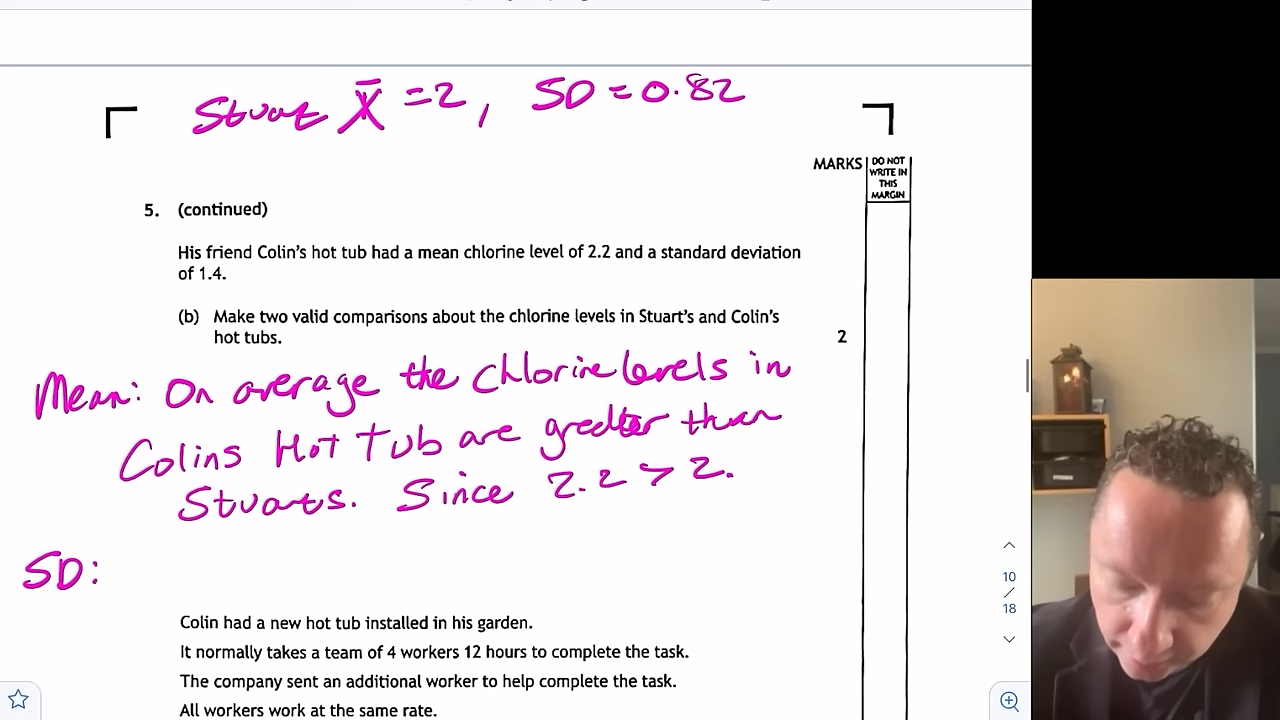 Stuart x̄ = 2, SD = 0.82
MARKS
DO NOT
WRITE IN
THIS
MARGIN
5. (continued)
His friend Colin's hot tub had a mean chlorine level of 2.2 and a standard deviation
of 1.4.
(b) Make two valid comparisons about the chlorine levels in Stuart's and Colin's
hot tubs.
2
Mean: On average the chlorine levels in
Colins Hot Tub are greater than
Stuarts. Since 2.2 > 2.
SD:
10
/
18
Colin had a new hot tub installed in his garden.
It normally takes a team of 4 workers 12 hours to complete the task.
The company sent an additional worker to help complete the task.
All workers work at the same rate.